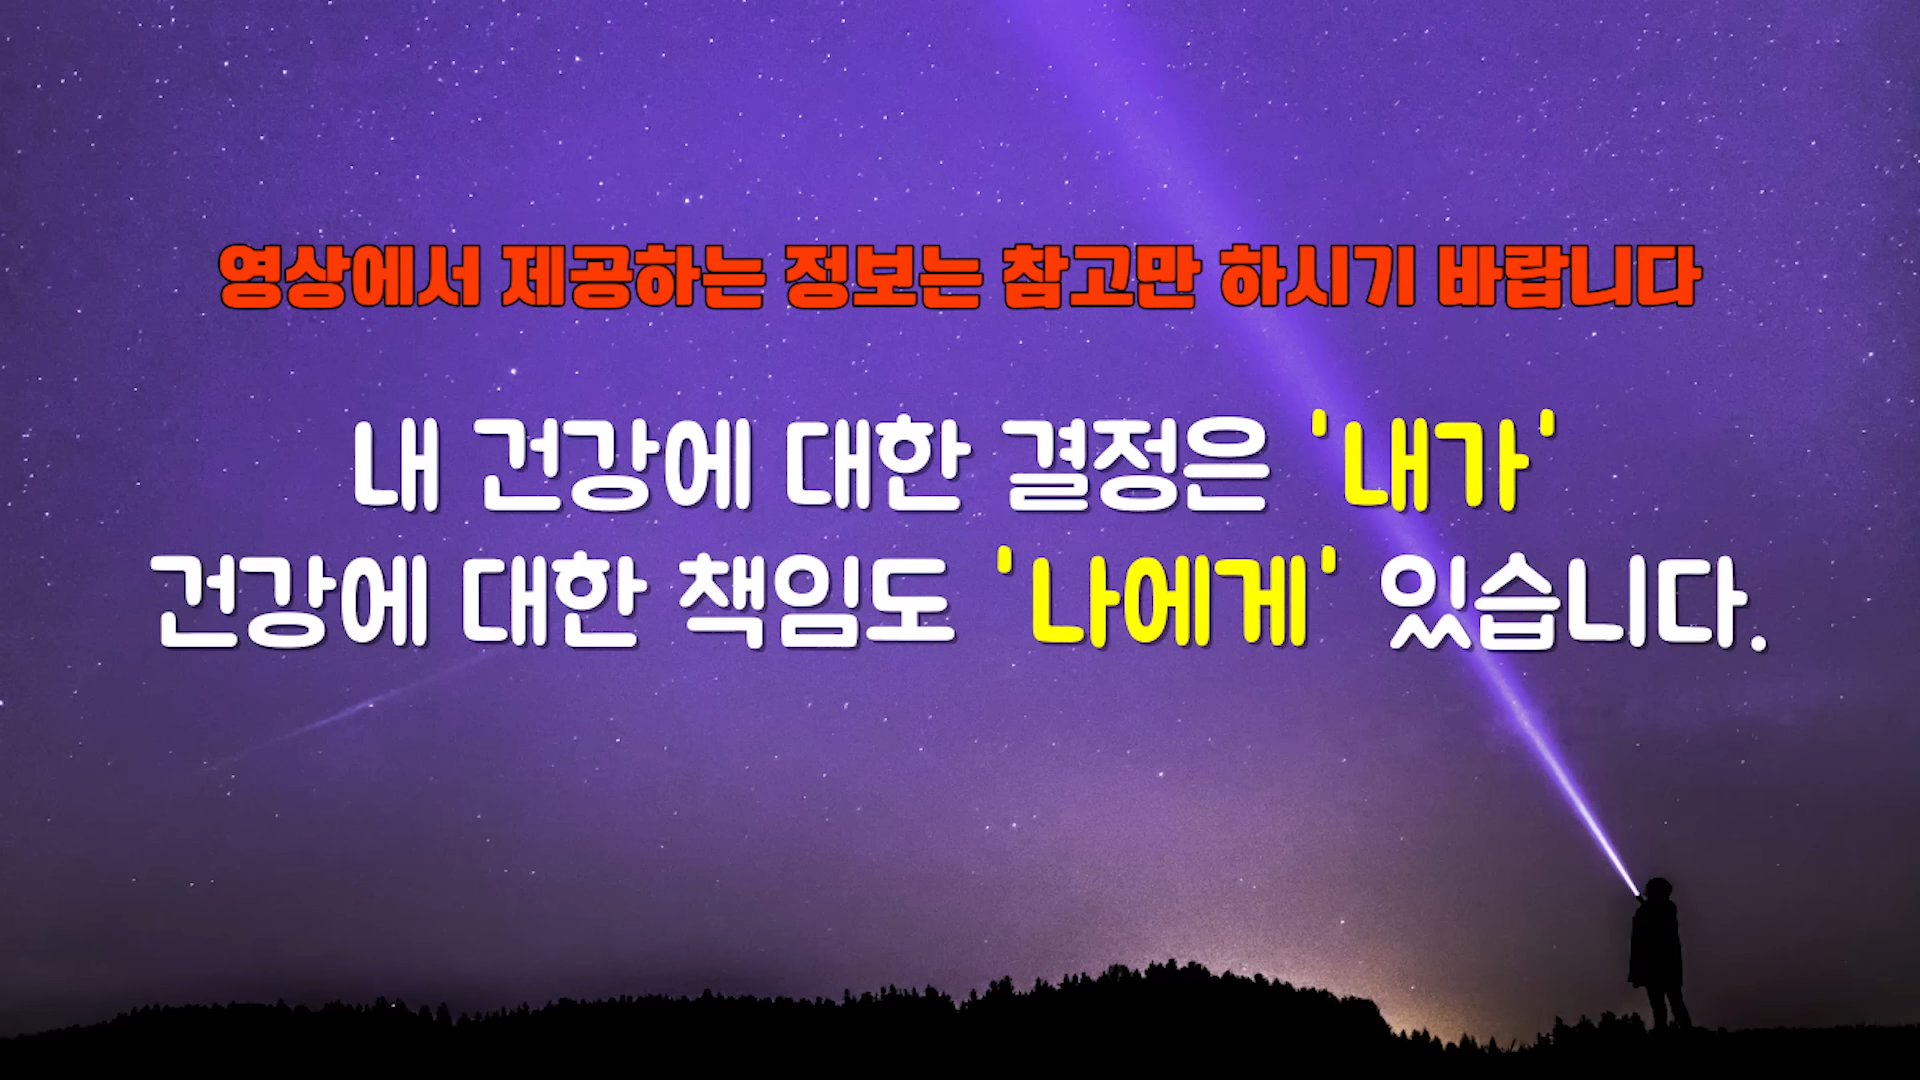 영상에서 제공하는 정보는 참고만 하시기 바랍니다
내 건강에 대한 결정은 '내가'
건강에 대한 책임도 '나에게' 있습니다.